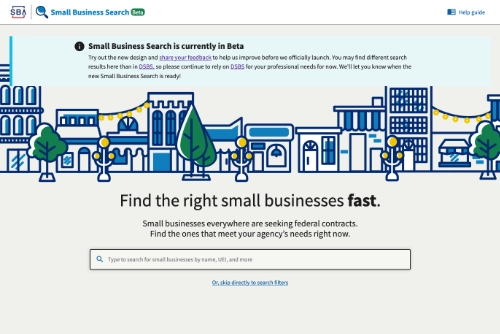 SBA
Small Business Search Beta
Help guide
Small Business Search is currently in Beta
Try out the new design and share your feedback to help us improve before we officially launch. You may find different search
results here than in DSBS, so please continue to rely on DSBS for your professional needs for now. We'll let you know when the
new Small Business Search is ready!
Find the right small businesses fast.
Small businesses everywhere are seeking federal contracts.
Find the ones that meet your agency's needs right now.
Type to search for small businesses by name, UEI, and more
Or, skip directly to search filters